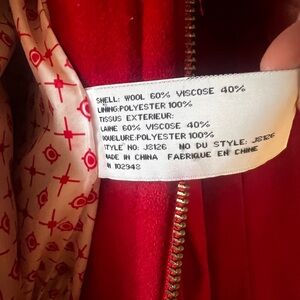 SHELL: WOOL 60% VISCOSE 40%
LINING:POLYESTER 100%
TISSUS EXTERIEUR:
LAINE 60% VISCOSE 40%
DOUBLURE:POLYESTER 100%
STYLE NO: J8126 NO DU STYLE: J8126
MADE IN CHINA FABRIQUE EN CHINE
102948